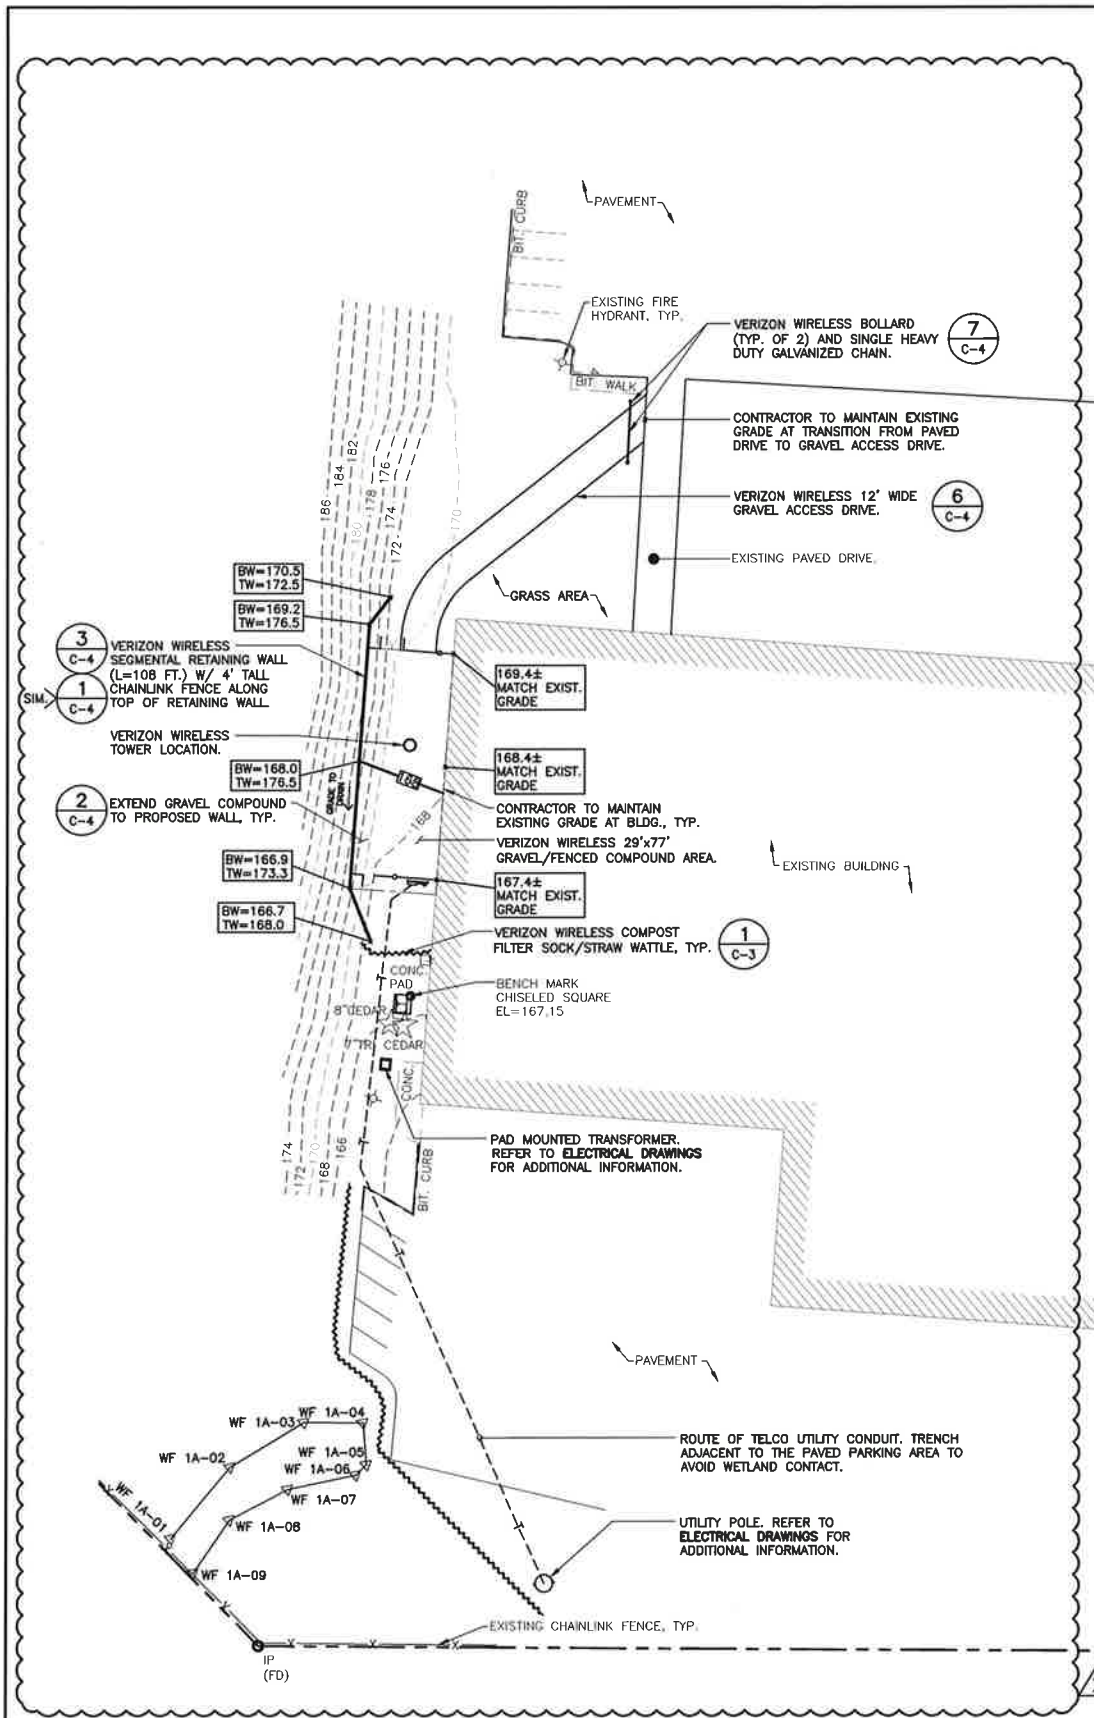 PAVEMENT
BIT. CURB
EXISTING FIRE
HYDRANT, TYP.
VERIZON WIRELESS BOLLARD
(TYP. OF 2) AND SINGLE HEAVY
DUTY GALVANIZED CHAIN.
7
C-4
BIT. WALK
CONTRACTOR TO MAINTAIN EXISTING
GRADE AT TRANSITION FROM PAVED
DRIVE TO GRAVEL ACCESS DRIVE.
186
184
182
180
178
176
174
172
170
VERIZON WIRELESS 12' WIDE
GRAVEL ACCESS DRIVE.
6
C-4
EXISTING PAVED DRIVE.
BW=170.5
TW=172.5
GRASS AREA
BW=169.2
TW=176.5
3
C-4
VERIZON WIRELESS
SEGMENTAL RETAINING WALL
(L=108 FT.) W/ 4' TALL
CHAINLINK FENCE ALONG
TOP OF RETAINING WALL
SIM.
1
C-4
169.4±
MATCH EXIST.
GRADE
VERIZON WIRELESS
TOWER LOCATION.
BW=168.0
TW=176.5
168.4±
MATCH EXIST.
GRADE
GRADE TO
DRAIN
168
2
C-4
EXTEND GRAVEL COMPOUND
TO PROPOSED WALL, TYP.
CONTRACTOR TO MAINTAIN
EXISTING GRADE AT BLDG., TYP.
168
VERIZON WIRELESS 29'x77'
GRAVEL/FENCED COMPOUND AREA.
EXISTING BUILDING
BW=166.9
TW=173.3
167.4±
MATCH EXIST.
GRADE
BW=166.7
TW=168.0
VERIZON WIRELESS COMPOST
FILTER SOCK/STRAW WATTLE, TYP.
1
C-3
CONC.
PAD
BENCH MARK
CHISELED SQUARE
EL=167.15
8" CEDAR
7"TR. CEDAR
CONC.
PAD MOUNTED TRANSFORMER.
REFER TO ELECTRICAL DRAWINGS
FOR ADDITIONAL INFORMATION.
174
172
170
168
166
BIT. CURB
PAVEMENT
WF 1A-04
WF 1A-03
WF 1A-02
WF 1A-05
WF 1A-06
WF 1A-07
WF 1A-08
WF 1A-01
WF 1A-09
ROUTE OF TELCO UTILITY CONDUIT. TRENCH
ADJACENT TO THE PAVED PARKING AREA TO
AVOID WETLAND CONTACT.
UTILITY POLE. REFER TO
ELECTRICAL DRAWINGS FOR
ADDITIONAL INFORMATION.
EXISTING CHAINLINK FENCE, TYP.
IP
(FD)